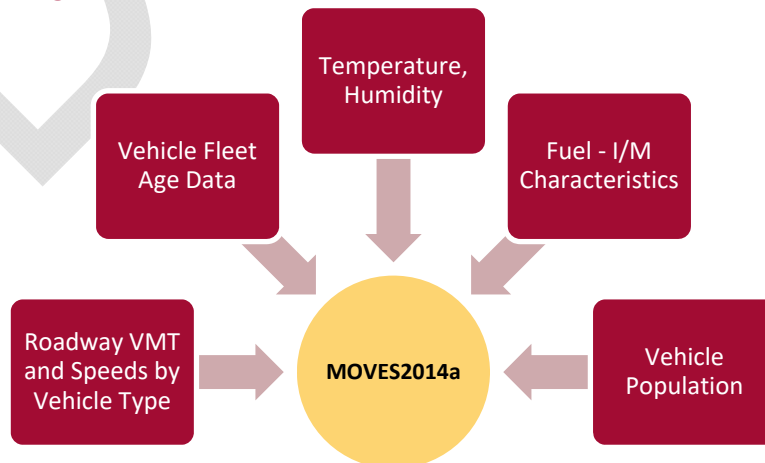 Temperature,
Humidity
Vehicle Fleet
Age Data
Fuel - I/M
Characteristics
Roadway VMT
and Speeds by
Vehicle Type
MOVES2014a
Vehicle
Population